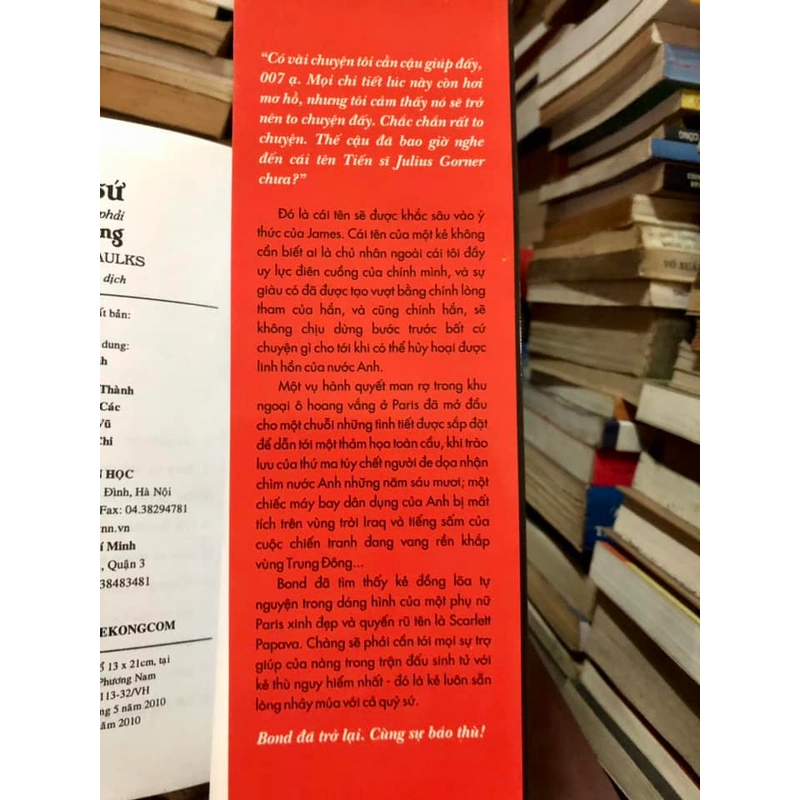 "Có vài chuyện tôi cần cậu giúp đấy,
007 ạ. Mọi chi tiết lúc này còn hơi
mơ hồ, nhưng tôi cảm thấy nó sẽ trở
nên to chuyện đấy. Chắc chắn rất to
chuyện. Thế cậu đã bao giờ nghe
đến cái tên Tiến sĩ Julius Gorner
chưa?"
Đó là cái tên sẽ được khắc sâu vào ý
thức của James. Cái tên của một kẻ không
cần biết ai là chủ nhân ngoài cái tôi đầy
uy lực điên cuồng của chính mình, và sự
giàu có đã được tạo vượt bằng chính lòng
tham của hắn, và cũng chính hắn, sẽ
không chịu dừng bước trước bất cứ
chuyện gì cho tới khi có thể hủy hoại được
linh hồn của nước Anh.
Một vụ hành quyết man rợ trong khu
ngoại ô hoang vắng ở Paris đã mở đầu
cho một chuỗi những tình tiết được sắp đặt
để dẫn tới một thảm họa toàn cầu, khi trào
lưu của thứ ma túy chết người đe dọa nhận
chìm nước Anh những năm sáu mươi; một
chiếc máy bay dân dụng của Anh bị mất
tích trên vùng trời Iraq và tiếng sấm của
cuộc chiến tranh đang vang rền khắp
vùng Trung Đông...
Bond đã tìm thấy kẻ đồng lõa tự
nguyện trong dáng hình của một phụ nữ
Paris xinh đẹp và quyến rũ tên là Scarlett
Papava. Chàng sẽ phải cần tới mọi sự trợ
giúp của nàng trong trận đấu sinh tử với
kẻ thù nguy hiểm nhất - đó là kẻ luôn sẵn
lòng nhảy múa với cả quỷ sứ.
Bond đã trở lại. Cùng sự báo thù!
sứ
phải
ng
AULKS
dịch
ất bản:
dung:
h
Thành
Các
Vũ
Chi
N HỌC
Đình, Hà Nội
Fax: 04.38294781
nn.vn
í Minh
, Quận 3
38483481
EKONGCOM
ổ 13 x 21cm, tại
Phương Nam
113-32/VH
ng 5 năm 2010
ăm 2010